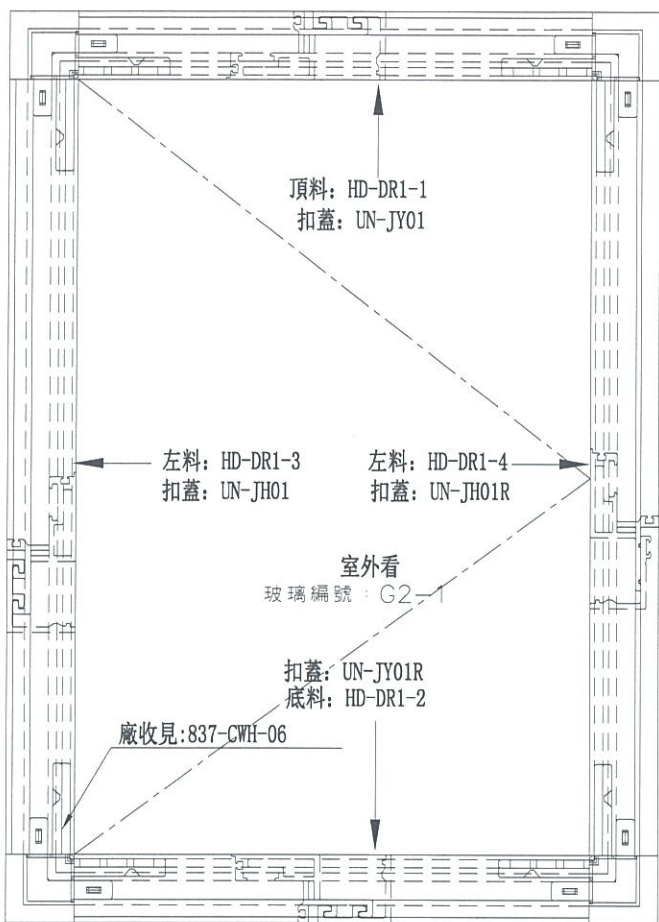 頂料: HD-DR1-1
扣蓋: UN-JY01
左料: HD-DR1-3
扣蓋: UN-JH01
左料: HD-DR1-4
扣蓋: UN-JH01R
室外看
玻璃編號：G2-1
扣蓋: UN-JY01R
底料: HD-DR1-2
廠收見:837-CWH-06